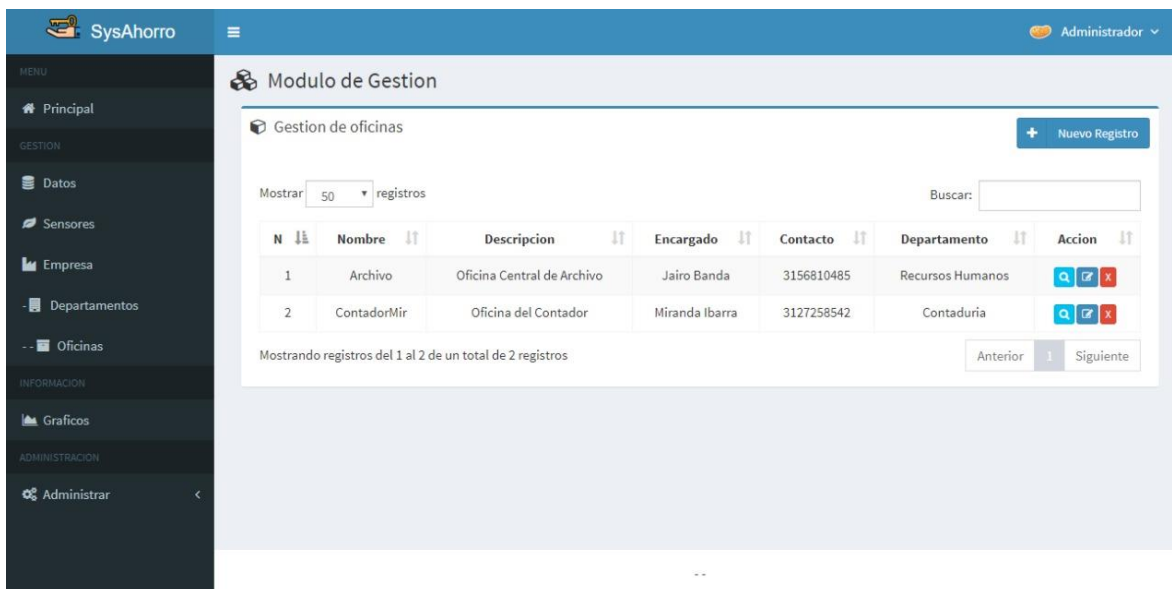 SysAhorro
Administrador
MENU
Principal
GESTION
Datos
Sensores
Empresa
- Departamentos
-- Oficinas
INFORMACION
Graficos
ADMINISTRACION
Administrar
Modulo de Gestion
Gestion de oficinas
+ Nuevo Registro
Mostrar 50 registros
Buscar:
N Nombre Descripcion Encargado Contacto Departamento Accion
1 Archivo Oficina Central de Archivo Jairo Banda 3156810485 Recursos Humanos X
2 ContadorMir Oficina del Contador Miranda Ibarra 3127258542 Contaduria X
Mostrando registros del 1 al 2 de un total de 2 registros
Anterior 1 Siguiente
--